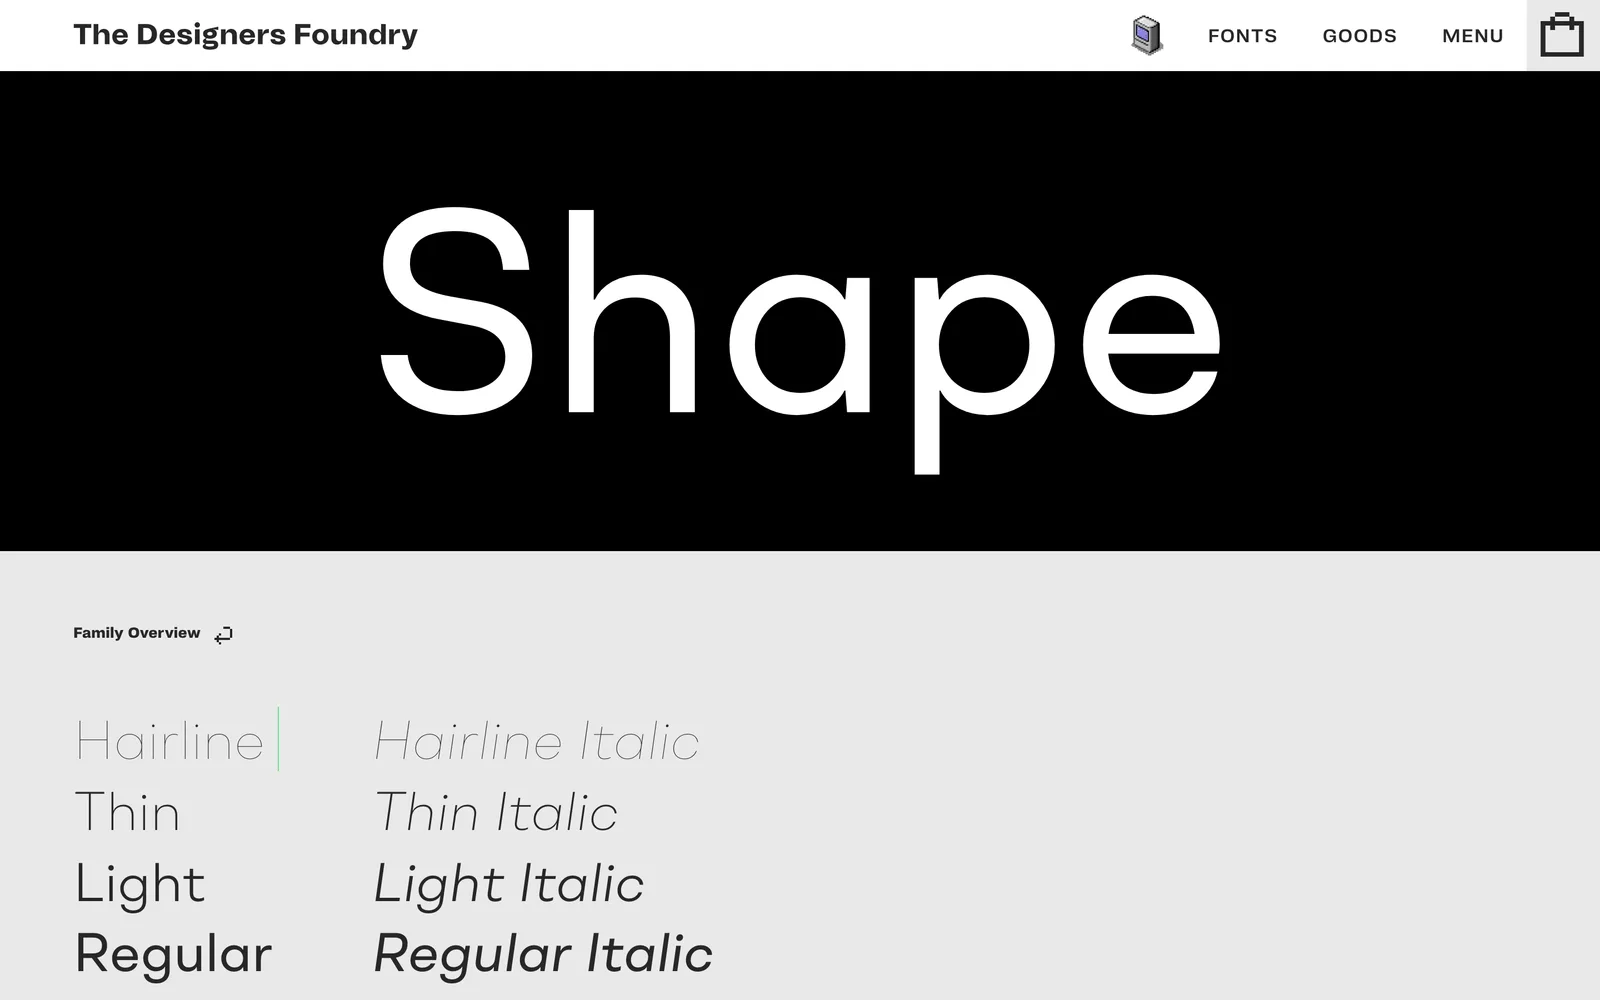 The Designers Foundry
FONTS GOODS MENU
Shape
Family Overview
Hairline Hairline Italic
Thin Thin Italic
Light Light Italic
Regular Regular Italic